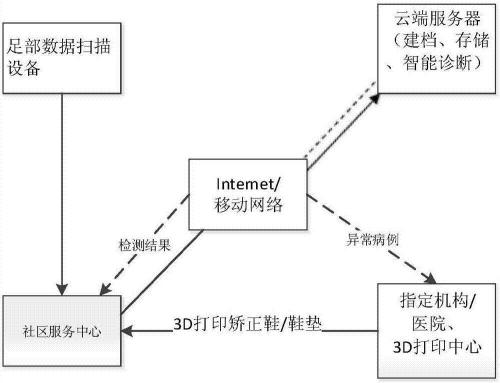 足部数据扫描
设备
云端服务器
（建档、存储
、智能诊断）
Internet/
移动网络
检测结果
异常病例
社区服务中心
3D打印矫正鞋/鞋垫
指定机构/
医院、
3D打印中心